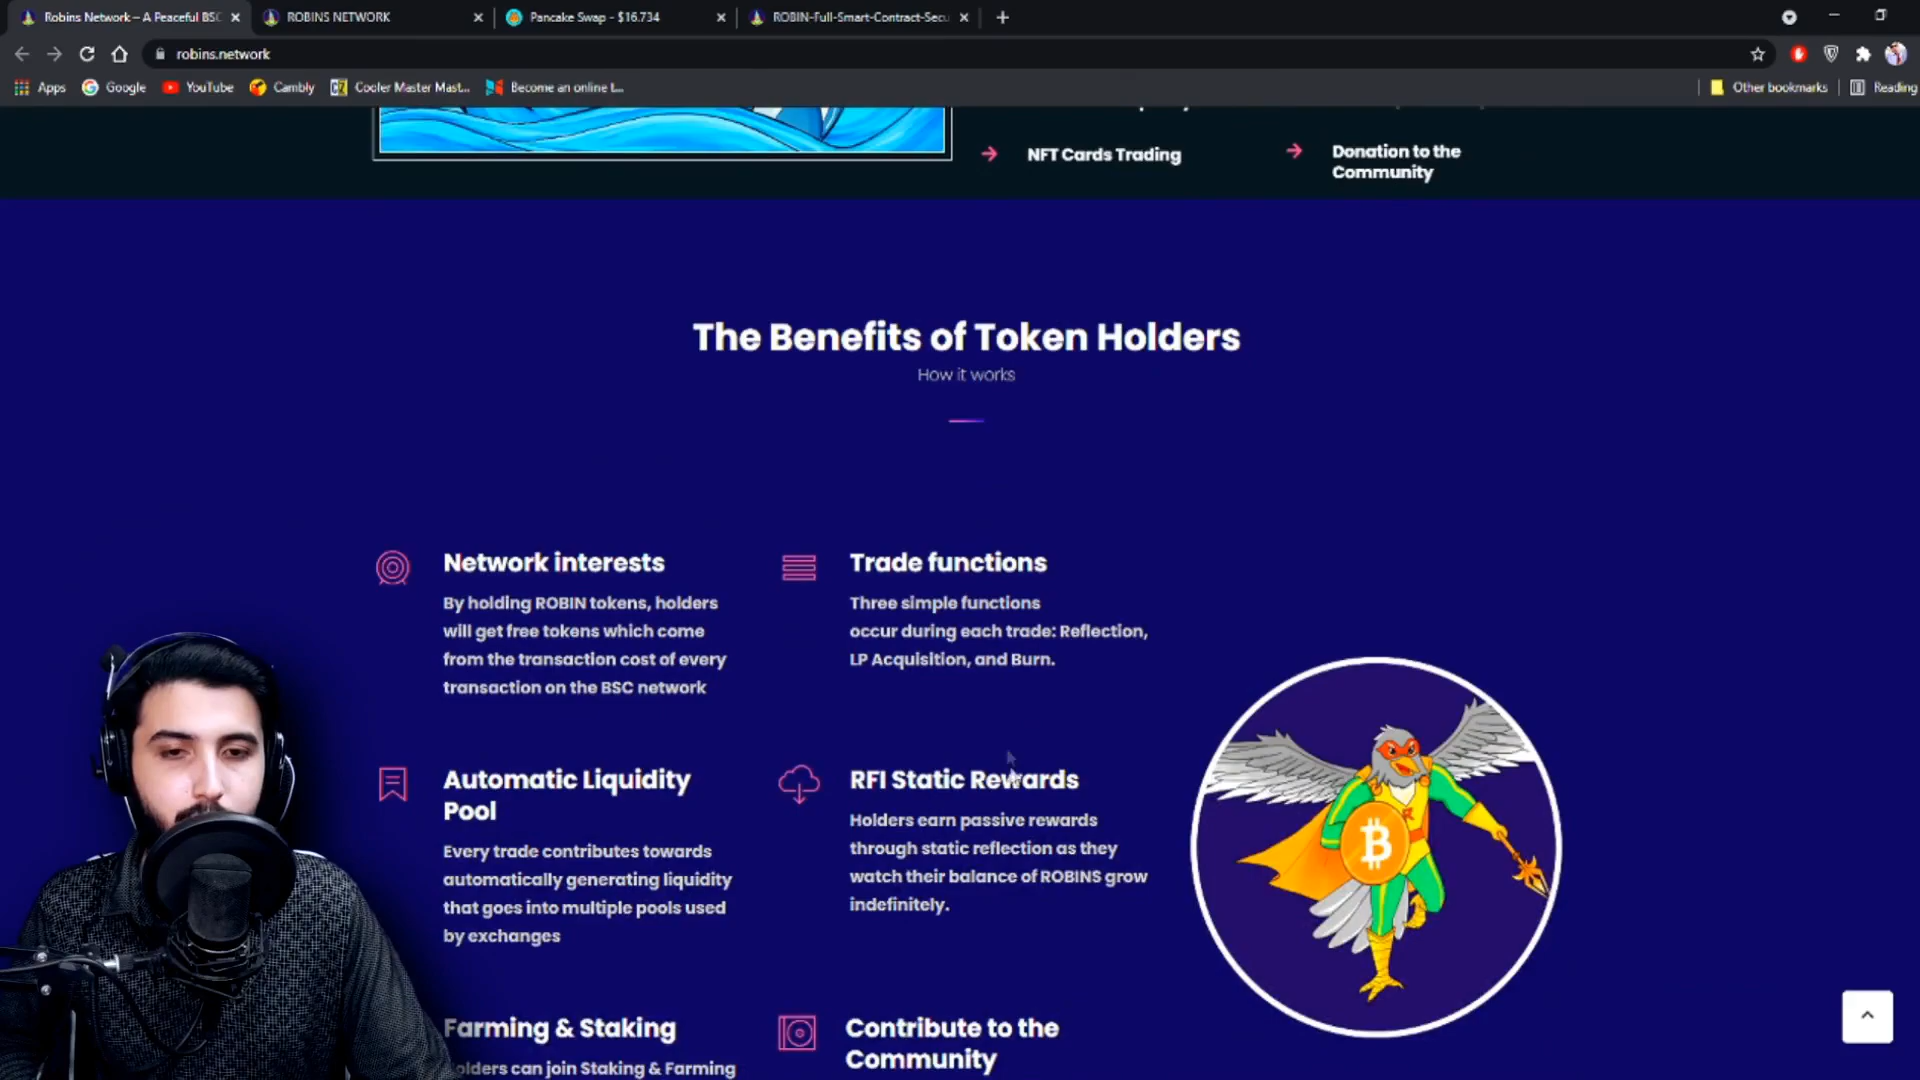 Robins Network – A Peaceful BSC
ROBINS NETWORK
Pancake Swap - $16.734
ROBIN-Full-Smart-Contract-Secu
robins.network
Apps
Google
YouTube
Cambly
Cooler Master Mast...
Become an online t...
Other bookmarks
Reading
NFT Cards Trading
Donation to the
Community
The Benefits of Token Holders
How it works
Network interests
By holding ROBIN tokens, holders
will get free tokens which come
from the transaction cost of every
transaction on the BSC network
Trade functions
Three simple functions
occur during each trade: Reflection,
LP Acquisition, and Burn.
Automatic Liquidity
Pool
Every trade contributes towards
automatically generating liquidity
that goes into multiple pools used
by exchanges
RFI Static Rewards
Holders earn passive rewards
through static reflection as they
watch their balance of ROBINS grow
indefinitely.
Farming & Staking
olders can join Staking & Farming
Contribute to the
Community